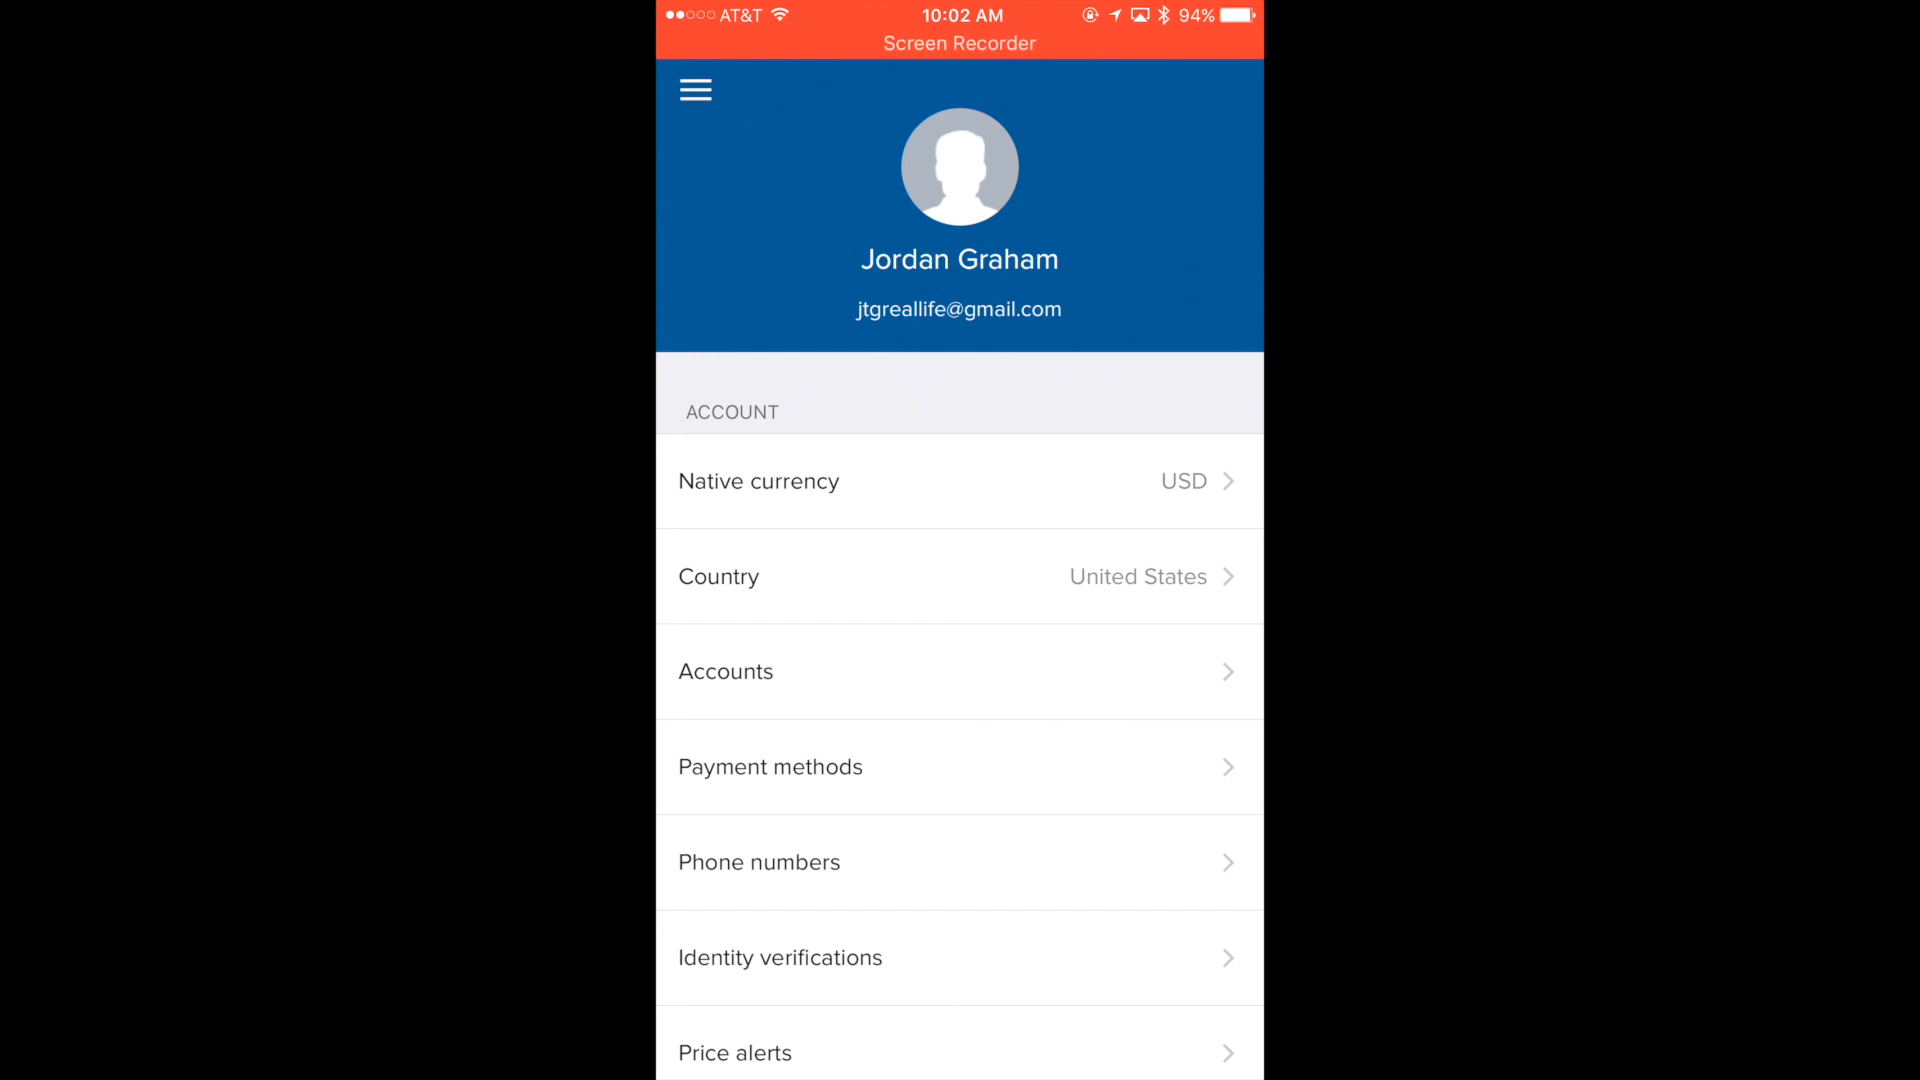 AT&T 10:02 AM 94%
Screen Recorder
Jordan Graham
jtgreallife@gmail.com
ACCOUNT
Native currency USD
Country United States
Accounts
Payment methods
Phone numbers
Identity verifications
Price alerts